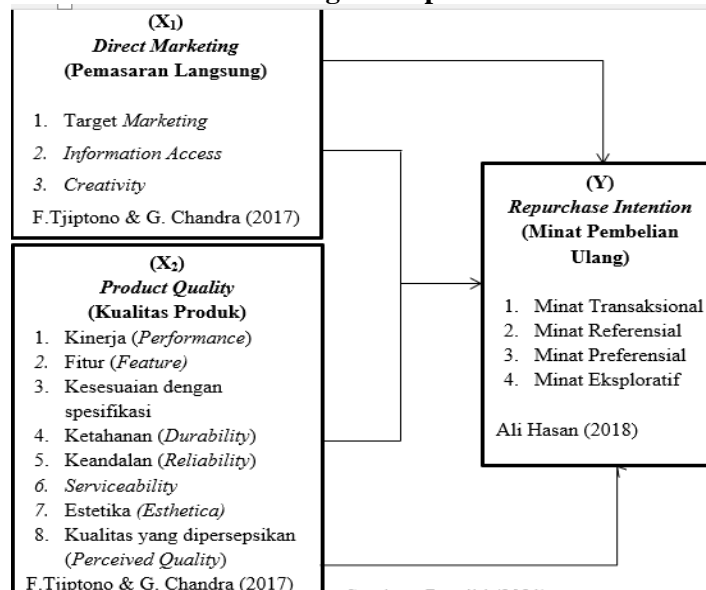 (X₁)
Direct Marketing
(Pemasaran Langsung)
1. Target Marketing
2. Information Access
3. Creativity
F.Tjiptono & G. Chandra (2017)
(X₂)
Product Quality
(Kualitas Produk)
1. Kinerja (Performance)
2. Fitur (Feature)
3. Kesesuaian dengan
spesifikasi
4. Ketahanan (Durability)
5. Keandalan (Reliability)
6. Serviceability
7. Estetika (Esthetica)
8. Kualitas yang dipersepsikan
(Perceived Quality)
F.Tjiptono & G. Chandra (2017)
(Y)
Repurchase Intention
(Minat Pembelian
Ulang)
1. Minat Transaksional
2. Minat Referensial
3. Minat Preferensial
4. Minat Eksploratif
Ali Hasan (2018)